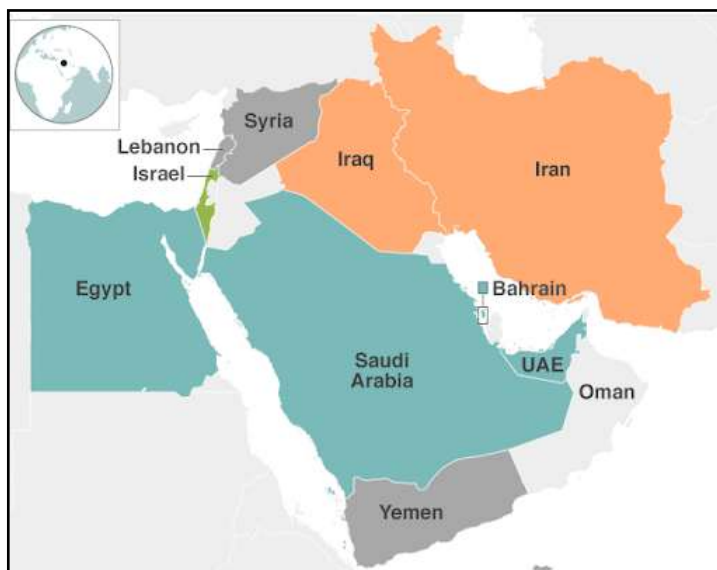 Syria
Lebanon
Israel
Iraq
Iran
Egypt
Bahrain
Saudi
Arabia
UAE
Oman
Yemen